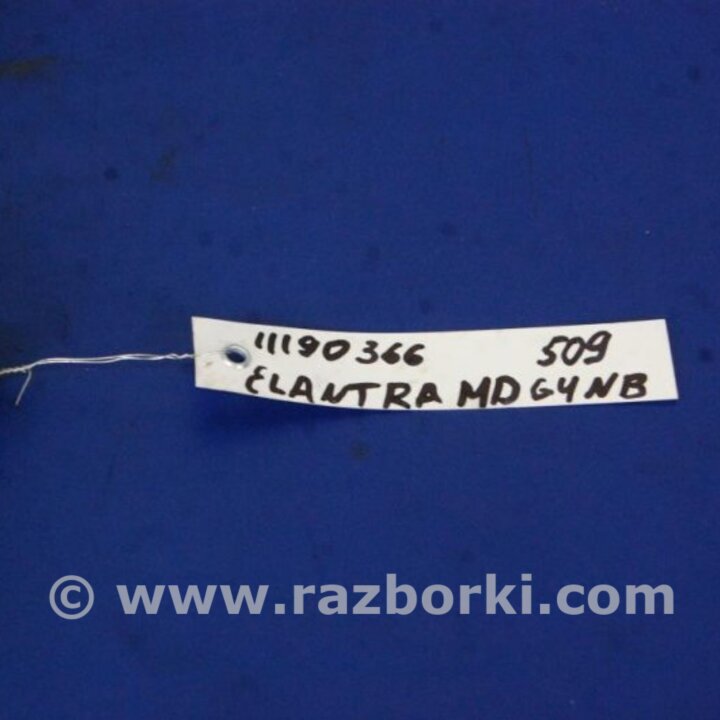 11190366 509
ELANTRA MD G4NB
© www.razborki.com